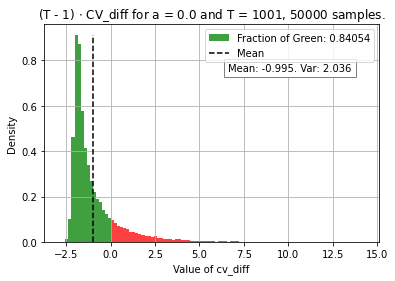 (T - 1) · CV_diff for a = 0.0 and T = 1001, 50000 samples.
Fraction of Green: 0.84054
Mean
Mean: -0.995. Var: 2.036
Density
0.8
0.6
0.4
0.2
0.0
−2.5 0.0 2.5 5.0 7.5 10.0 12.5 15.0
Value of cv_diff